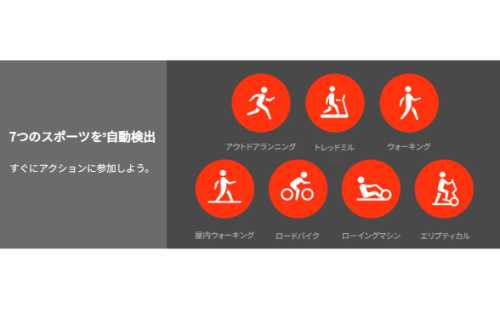 7つのスポーツを³自動検出
すぐにアクションに参加しよう。
アウトドアランニング
トレッドミル
ウォーキング
屋内ウォーキング
ロードバイク
ローイングマシン
エリプティカル